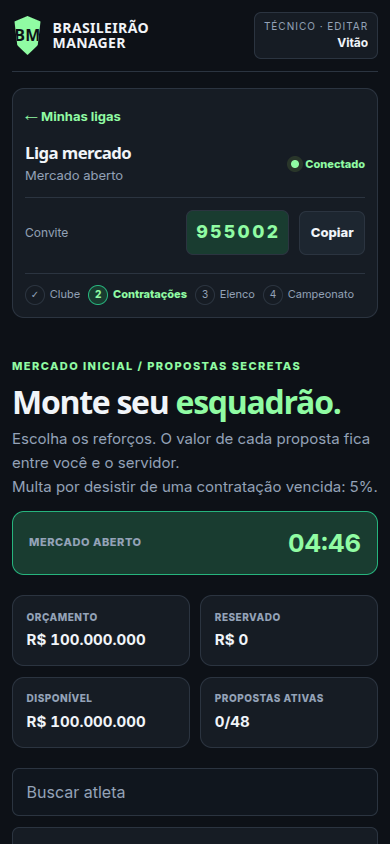 BM
BRASILEIRÃO
MANAGER
TÉCNICO · EDITAR
Vitão
← Minhas ligas
Liga mercado
Mercado aberto
Conectado
Convite
955002
Copiar
✓ Clube 2 Contratações 3 Elenco 4 Campeonato
MERCADO INICIAL / PROPOSTAS SECRETAS
Monte seu esquadrão.
Escolha os reforços. O valor de cada proposta fica
entre você e o servidor.
Multa por desistir de uma contratação vencida: 5%.
MERCADO ABERTO
04:46
ORÇAMENTO
R$ 100.000.000
RESERVADO
R$ 0
DISPONÍVEL
R$ 100.000.000
PROPOSTAS ATIVAS
0/48
Buscar atleta